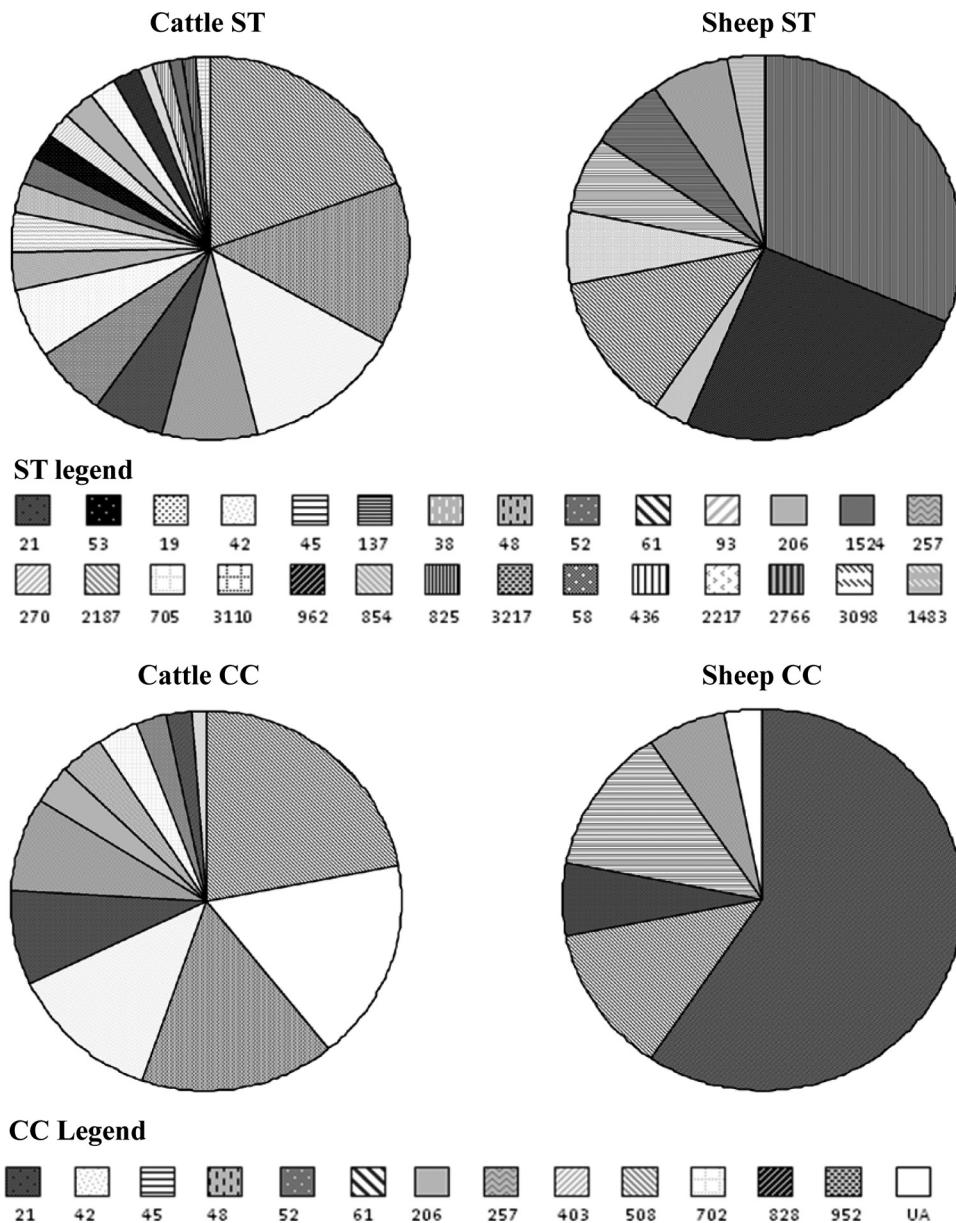 Cattle ST
Sheep ST
ST legend
21 53 19 42 45 137 38 48 52 61 93 206 1524 257
270 2187 705 3110 962 854 825 3217 58 436 2217 2766 3098 1483
Cattle CC
Sheep CC
CC Legend
21 42 45 48 52 61 206 257 403 508 702 828 952 UA